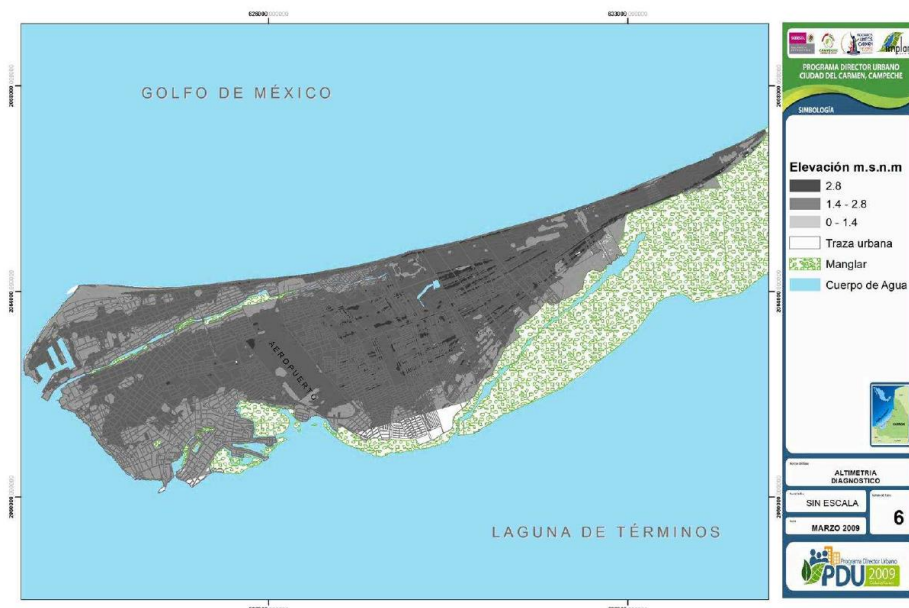 GOLFO DE MÉXICO
AEROPUERTO
LAGUNA DE TÉRMINOS
PROGRAMA DIRECTOR URBANO
CIUDAD DEL CARMEN, CAMPECHE
SIMBOLOGÍA
Elevación m.s.n.m
2.8
1.4 - 2.8
0 - 1.4
Traza urbana
Manglar
Cuerpo de Agua
ALTIMETRIA
DIAGNOSTICO
SIN ESCALA
6
MARZO 2009
Programa Director Urbano
PDU 2009